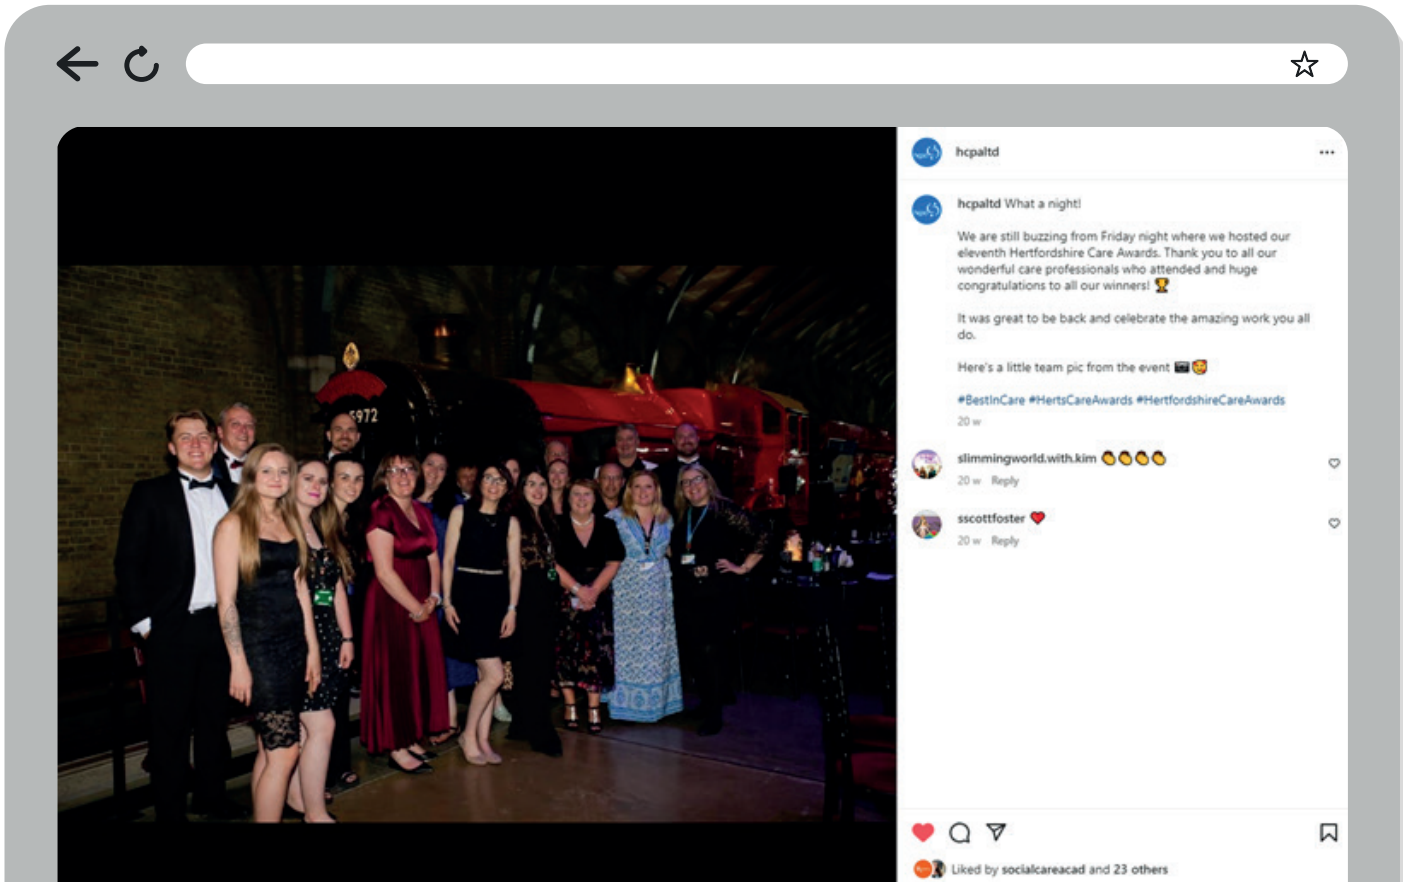 5972
hcpaltd
hcpaltd What a night!
We are still buzzing from Friday night where we hosted our
eleventh Hertfordshire Care Awards. Thank you to all our
wonderful care professionals who attended and huge
congratulations to all our winners! 🏆
It was great to be back and celebrate the amazing work you all
do.
Here's a little team pic from the event 📷🥰
#BestInCare #HertsCareAwards #HertfordshireCareAwards
20 w
slimmingworld.with.kim 👏👏👏👏
20 w Reply
sscottfoster ❤️
20 w Reply
Liked by socialcareacad and 23 others